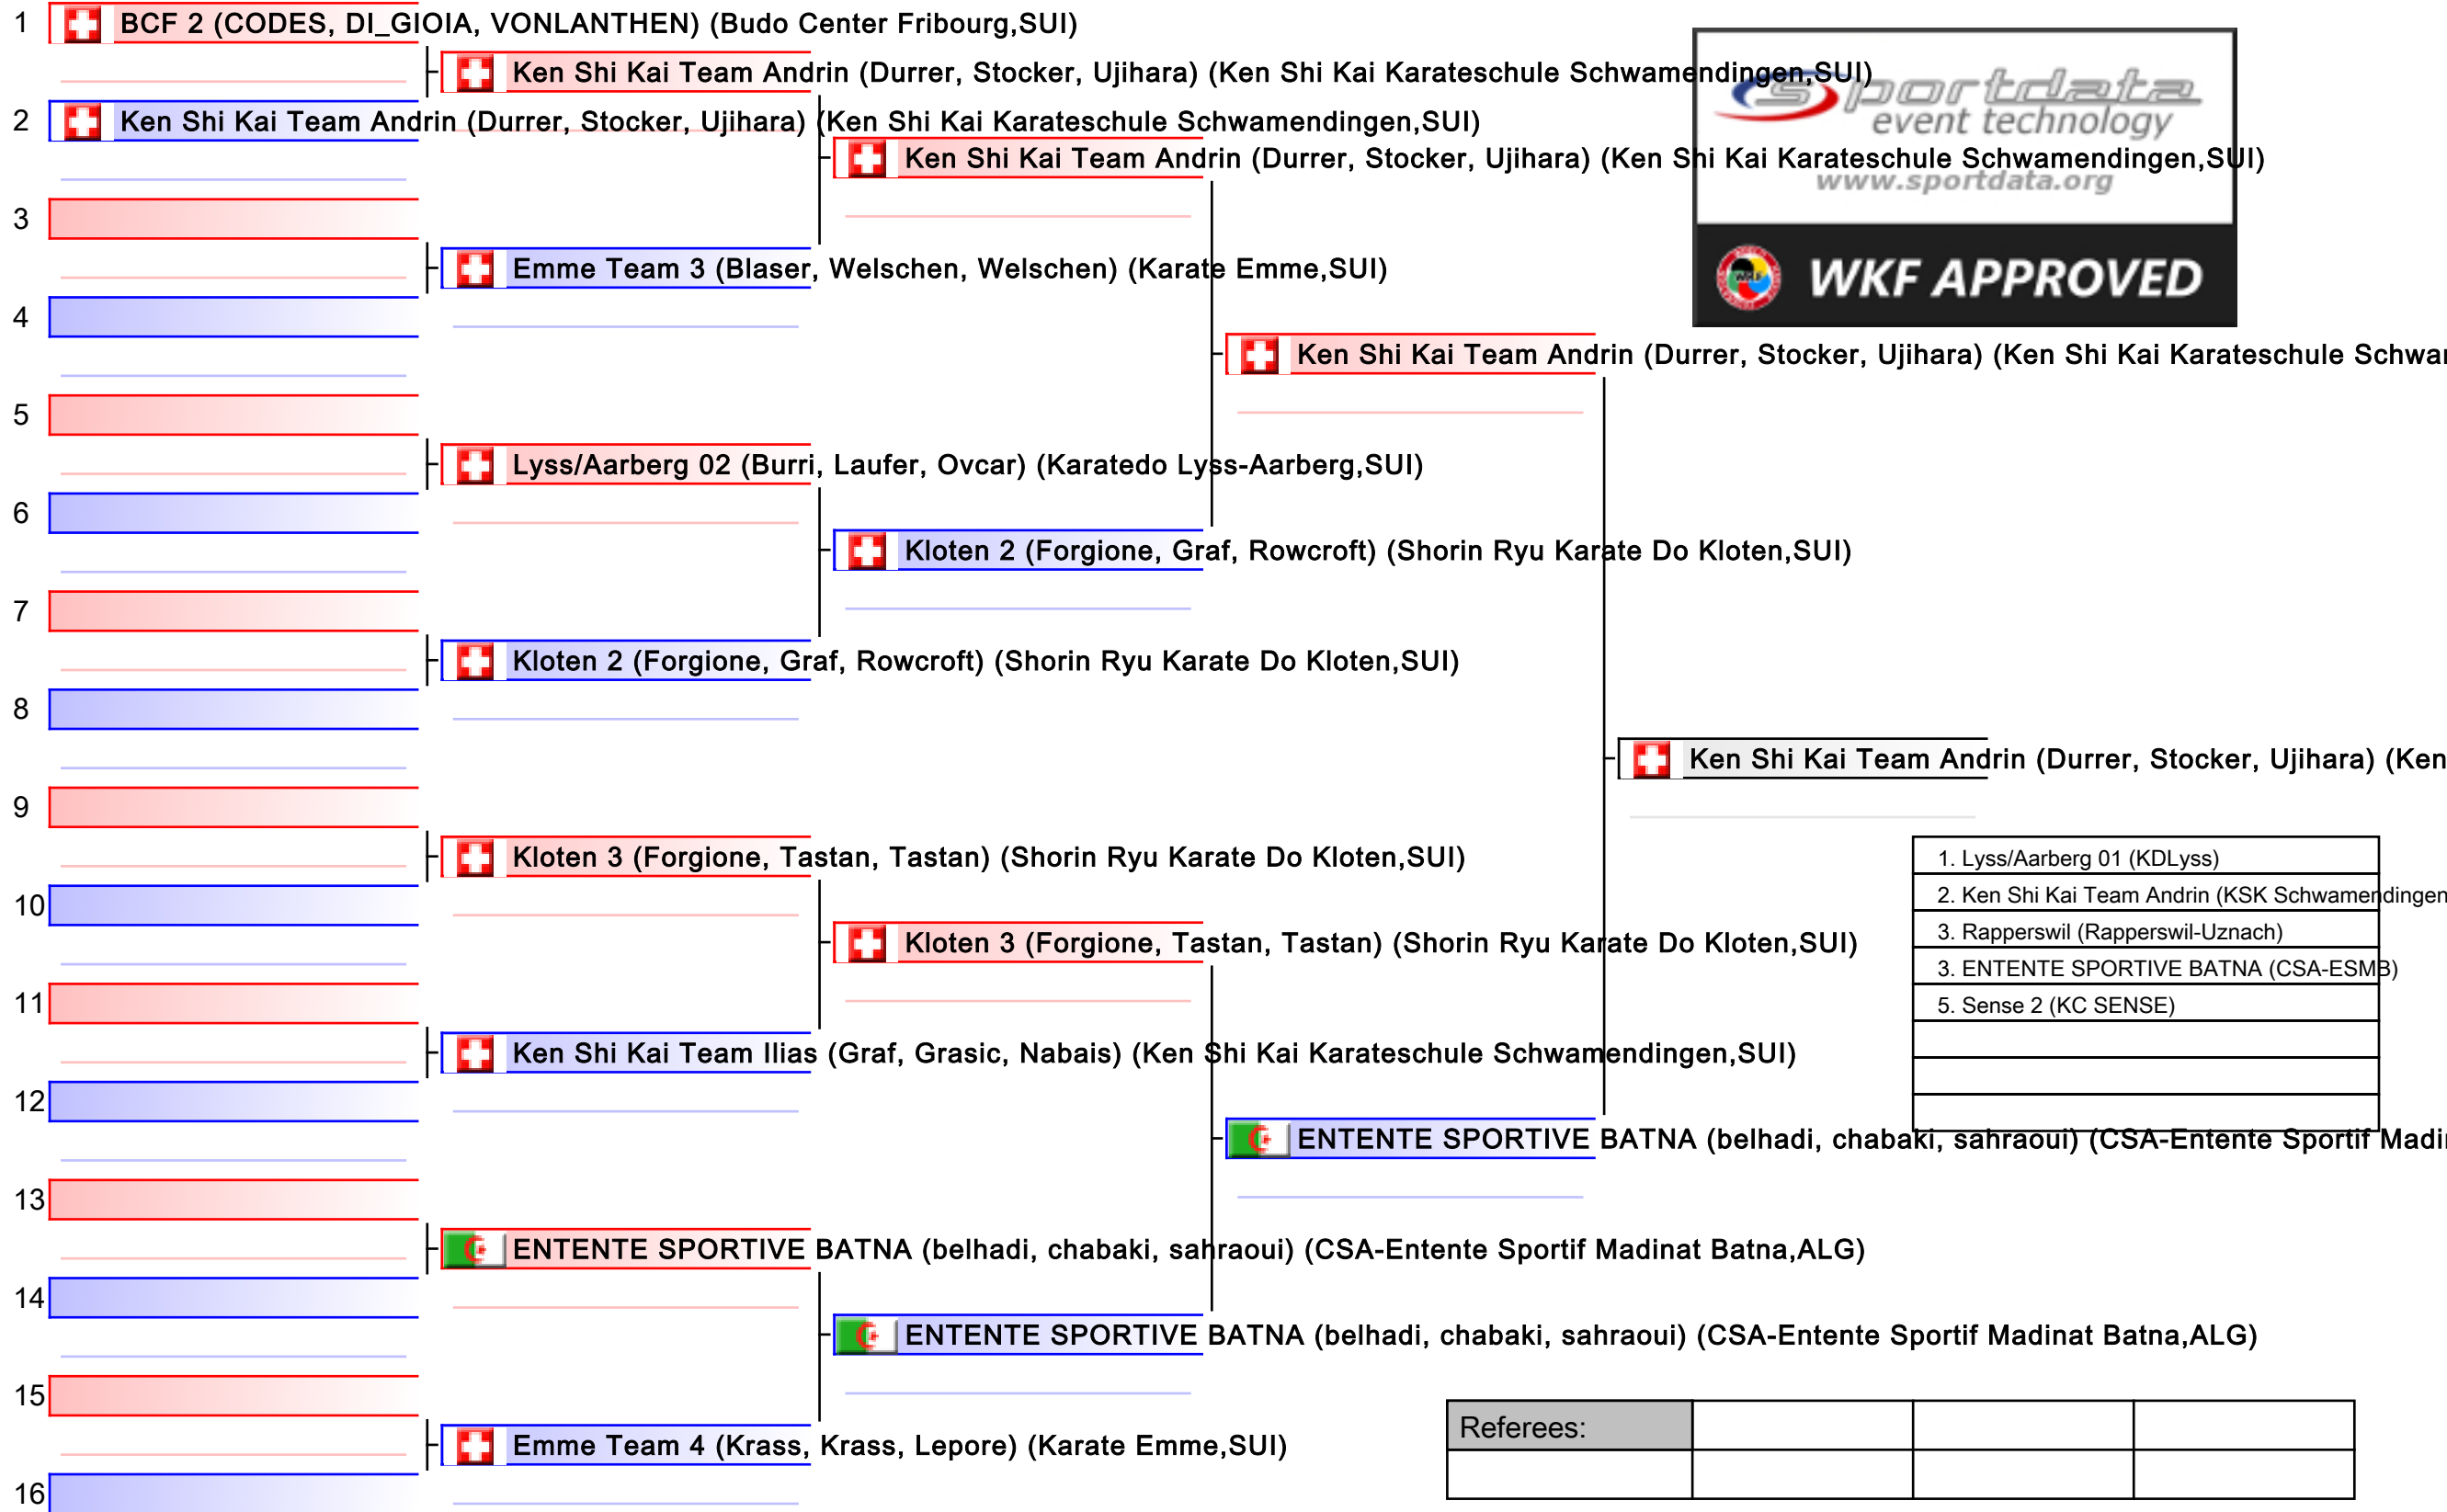 1 BCF 2 (CODES, DI_GIOIA, VONLANTHEN) (Budo Center Fribourg,SUI)
Ken Shi Kai Team Andrin (Durrer, Stocker, Ujihara) (Ken Shi Kai Karateschule Schwamendingen,SUI)
sportdata
event technology
2 Ken Shi Kai Team Andrin (Durrer, Stocker, Ujihara) (Ken Shi Kai Karateschule Schwamendingen,SUI)
Ken Shi Kai Team Andrin (Durrer, Stocker, Ujihara) (Ken Shi Kai Karateschule Schwamendingen,SUI)
www.sportdata.org
3
Emme Team 3 (Blaser, Welschen, Welschen) (Karate Emme,SUI)
WKF APPROVED
4
Ken Shi Kai Team Andrin (Durrer, Stocker, Ujihara) (Ken Shi Kai Karateschule Schwa
5
Lyss/Aarberg 02 (Burri, Laufer, Ovcar) (Karatedo Lyss-Aarberg,SUI)
6
Kloten 2 (Forgione, Graf, Rowcroft) (Shorin Ryu Karate Do Kloten,SUI)
7
Kloten 2 (Forgione, Graf, Rowcroft) (Shorin Ryu Karate Do Kloten,SUI)
8
Ken Shi Kai Team Andrin (Durrer, Stocker, Ujihara) (Ken
9
Kloten 3 (Forgione, Tastan, Tastan) (Shorin Ryu Karate Do Kloten,SUI)
1. Lyss/Aarberg 01 (KDLyss)
10
2. Ken Shi Kai Team Andrin (KSK Schwamendingen
Kloten 3 (Forgione, Tastan, Tastan) (Shorin Ryu Karate Do Kloten,SUI)
3. Rapperswil (Rapperswil-Uznach)
3. ENTENTE SPORTIVE BATNA (CSA-ESMB)
11
5. Sense 2 (KC SENSE)
Ken Shi Kai Team Ilias (Graf, Grasic, Nabais) (Ken Shi Kai Karateschule Schwamendingen,SUI)
12
ENTENTE SPORTIVE BATNA (belhadi, chabaki, sahraoui) (CSA-Entente Sportif Madi
13
ENTENTE SPORTIVE BATNA (belhadi, chabaki, sahraoui) (CSA-Entente Sportif Madinat Batna,ALG)
14
ENTENTE SPORTIVE BATNA (belhadi, chabaki, sahraoui) (CSA-Entente Sportif Madinat Batna,ALG)
15
Referees:
Emme Team 4 (Krass, Krass, Lepore) (Karate Emme,SUI)
16